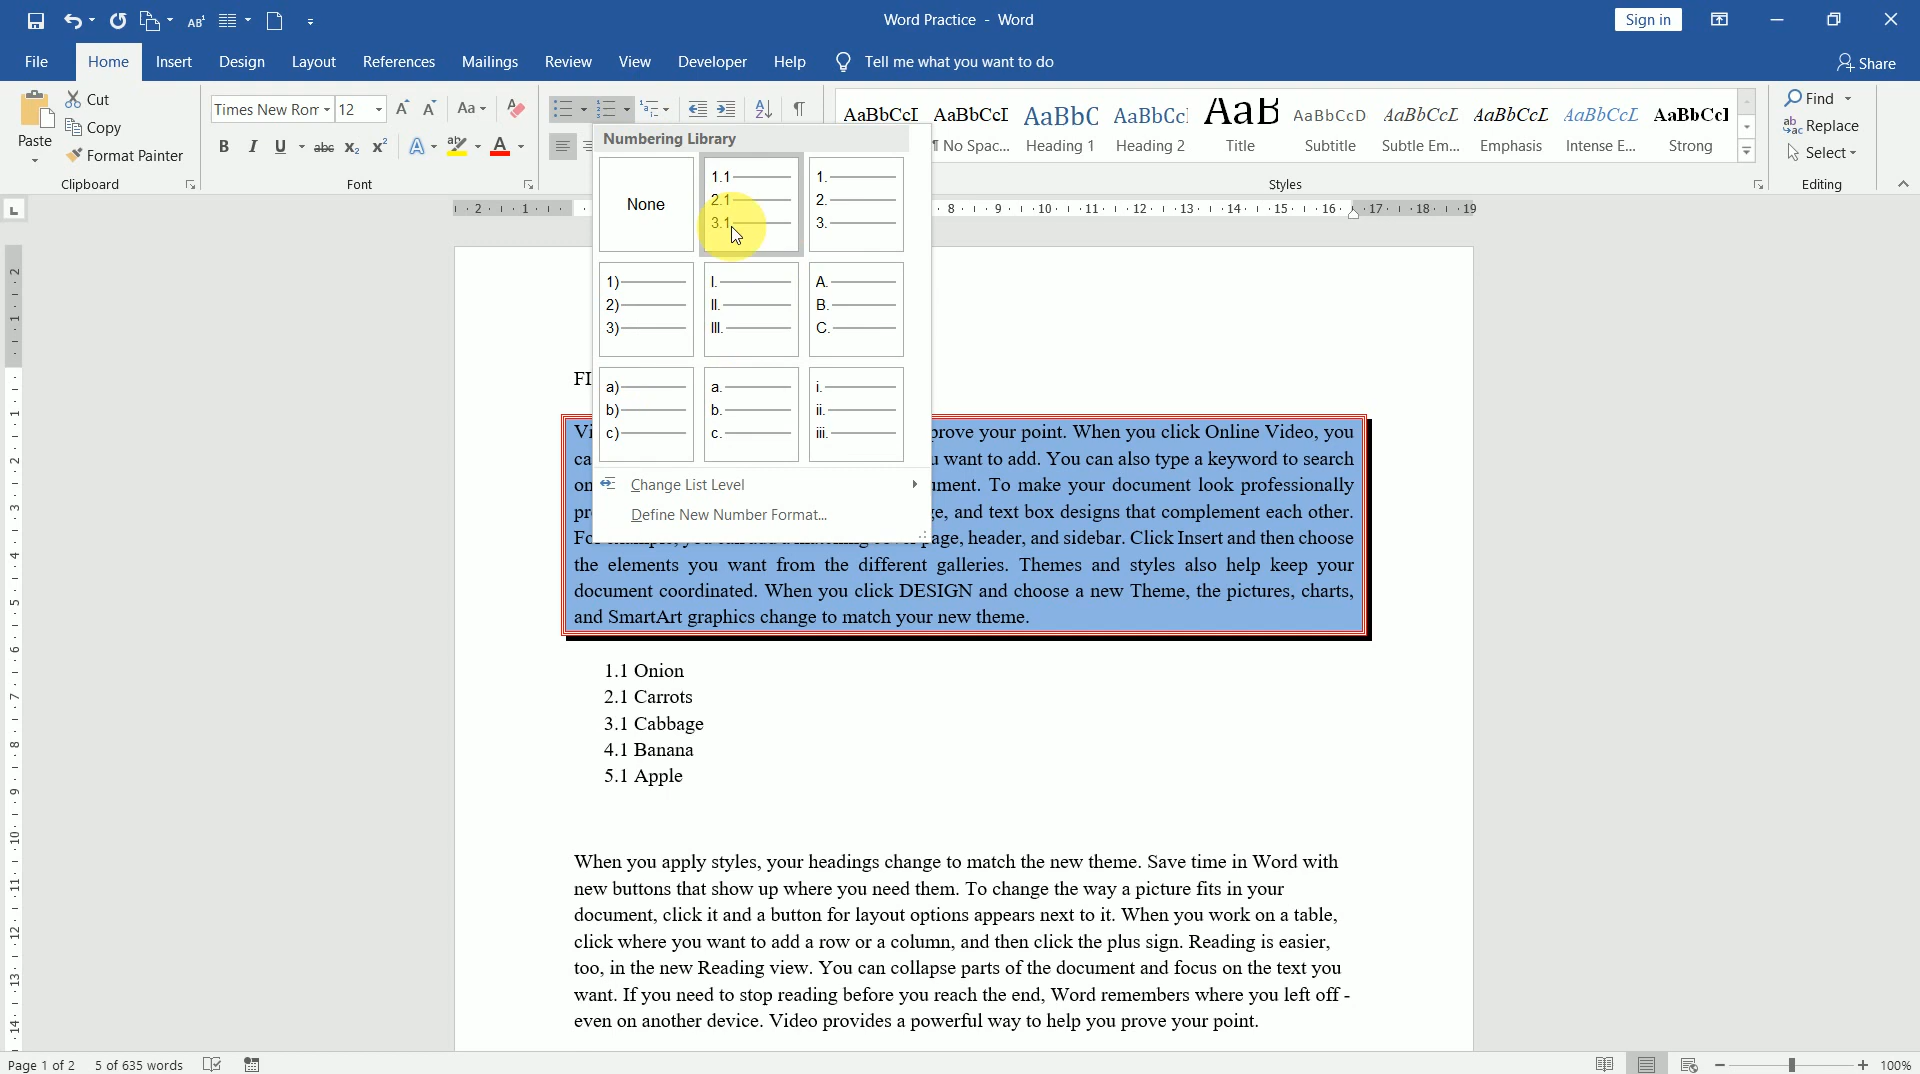 Word Practice - Word
Sign in
File Home Insert Design Layout References Mailings Review View Developer Help Tell me what you want to do Share
Paste
Cut
Copy
Format Painter
Clipboard
Times New Ron 12
Font
Numbering Library
None
1.1
2.1
3.1
1.
2.
3.
1)
2)
3)
I.
II.
III.
A.
B.
C.
a)
b)
c)
a.
b.
c.
i.
ii.
iii.
Change List Level
Define New Number Format...
AaBbCcI AaBbCcI AaBbC AaBbCcI AaB AaBbCcD AaBbCcL AaBbCcL AaBbCcL AaBbCcI
¶ No Spac... Heading 1 Heading 2 Title Subtitle Subtle Em... Emphasis Intense E... Strong
Styles
Find
Replace
Select
Editing
FI
Vi prove your point. When you click Online Video, you
ca u want to add. You can also type a keyword to search
on ument. To make your document look professionally
pr ge, and text box designs that complement each other.
page, header, and sidebar. Click Insert and then choose
the elements you want from the different galleries. Themes and styles also help keep your
document coordinated. When you click DESIGN and choose a new Theme, the pictures, charts,
and SmartArt graphics change to match your new theme.
1.1 Onion
2.1 Carrots
3.1 Cabbage
4.1 Banana
5.1 Apple
When you apply styles, your headings change to match the new theme. Save time in Word with
new buttons that show up where you need them. To change the way a picture fits in your
document, click it and a button for layout options appears next to it. When you work on a table,
click where you want to add a row or a column, and then click the plus sign. Reading is easier,
too, in the new Reading view. You can collapse parts of the document and focus on the text you
want. If you need to stop reading before you reach the end, Word remembers where you left off -
even on another device. Video provides a powerful way to help you prove your point.
Page 1 of 2 5 of 635 words 100%